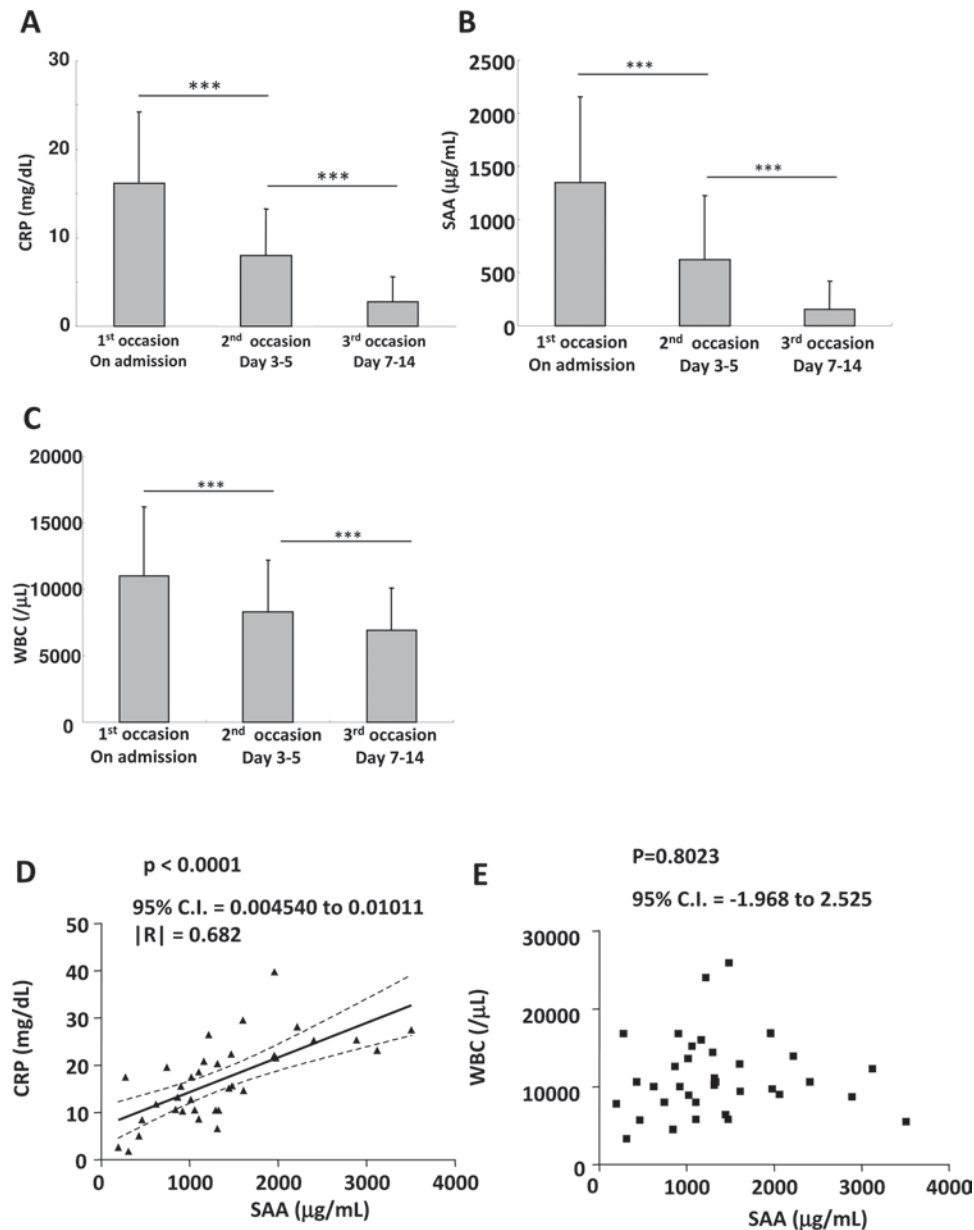 A
30
20
10
0
CRP (mg/dL)
***
***
1st occasion
On admission
2nd occasion
Day 3-5
3rd occasion
Day 7-14
B
2500
2000
1500
1000
500
0
SAA (μg/mL)
***
***
1st occasion
On admission
2nd occasion
Day 3-5
3rd occasion
Day 7-14
C
20000
15000
10000
5000
0
WBC (/μL)
***
***
1st occasion
On admission
2nd occasion
Day 3-5
3rd occasion
Day 7-14
D
p < 0.0001
95% C.I. = 0.004540 to 0.01011
|R| = 0.682
50
40
30
20
10
0
CRP (mg/dL)
0 1000 2000 3000 4000
SAA (μg/mL)
E
P=0.8023
95% C.I. = -1.968 to 2.525
30000
20000
10000
0
WBC (/μL)
0 1000 2000 3000 4000
SAA (μg/mL)